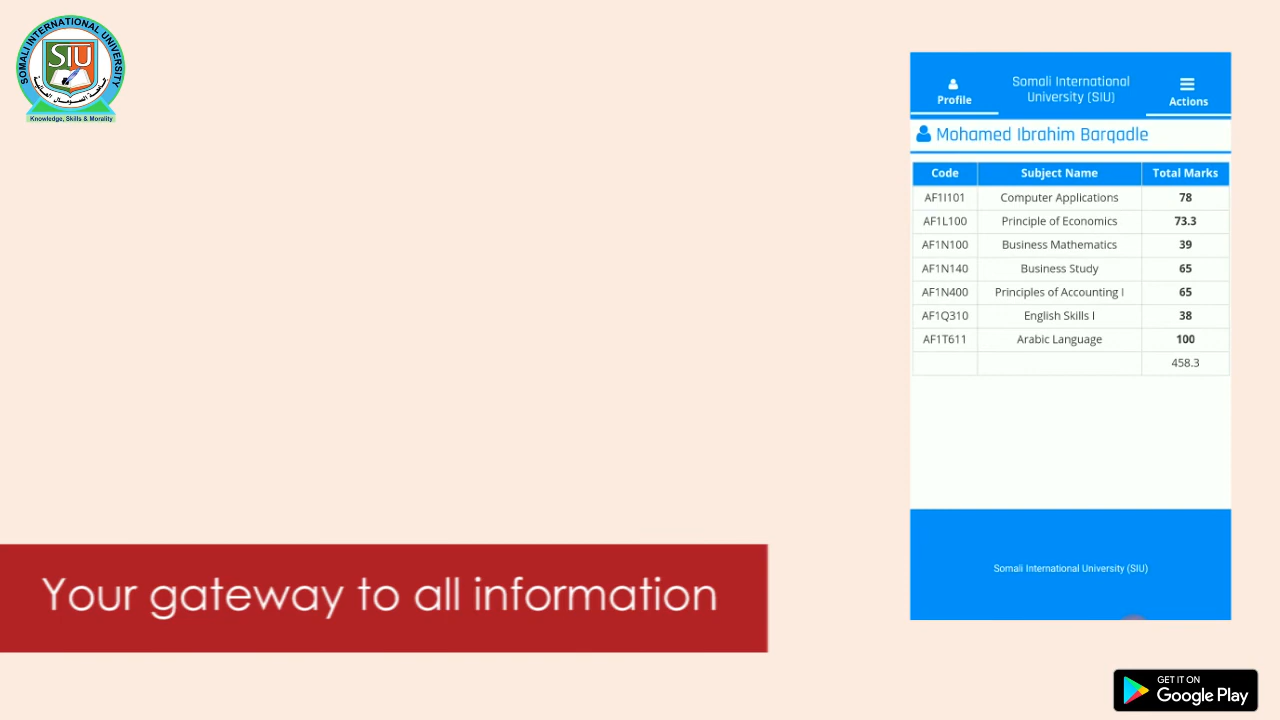 SOMALI INTERNATIONAL UNIVERSITY
SIU
Knowledge, Skills & Morality
Profile
Somali International
University (SIU)
Actions
Mohamed Ibrahim Barqadle
Code Subject Name Total Marks
AF1I101 Computer Applications 78
AF1L100 Principle of Economics 73.3
AF1N100 Business Mathematics 39
AF1N140 Business Study 65
AF1N400 Principles of Accounting I 65
AF1Q310 English Skills I 38
AF1T611 Arabic Language 100
458.3
Your gateway to all information
Somali International University (SIU)
GET IT ON
Google Play